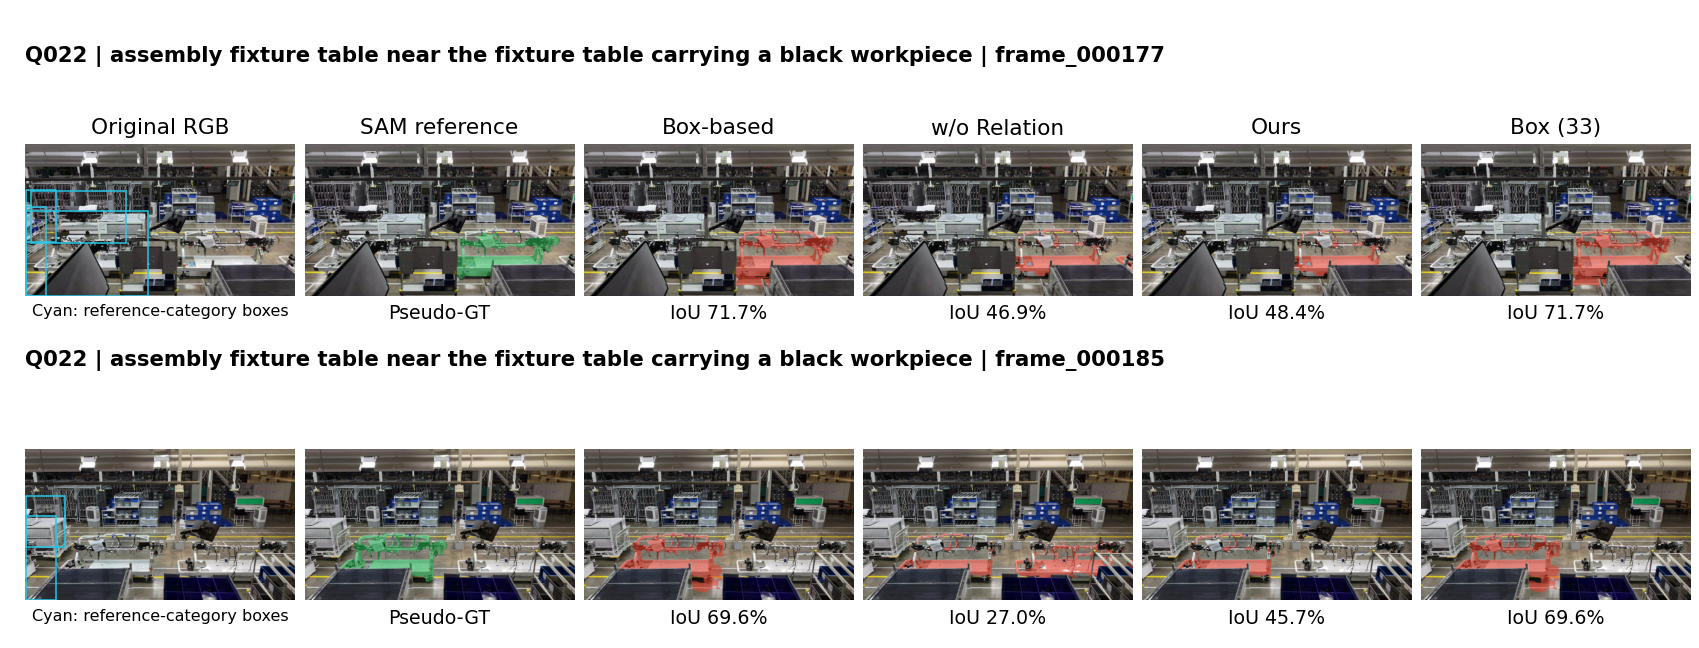 Q022 | assembly fixture table near the fixture table carrying a black workpiece | frame_000177
Original RGB SAM reference Box-based w/o Relation Ours Box (33)
Cyan: reference-category boxes Pseudo-GT IoU 71.7% IoU 46.9% IoU 48.4% IoU 71.7%
Q022 | assembly fixture table near the fixture table carrying a black workpiece | frame_000185
Cyan: reference-category boxes Pseudo-GT IoU 69.6% IoU 27.0% IoU 45.7% IoU 69.6%